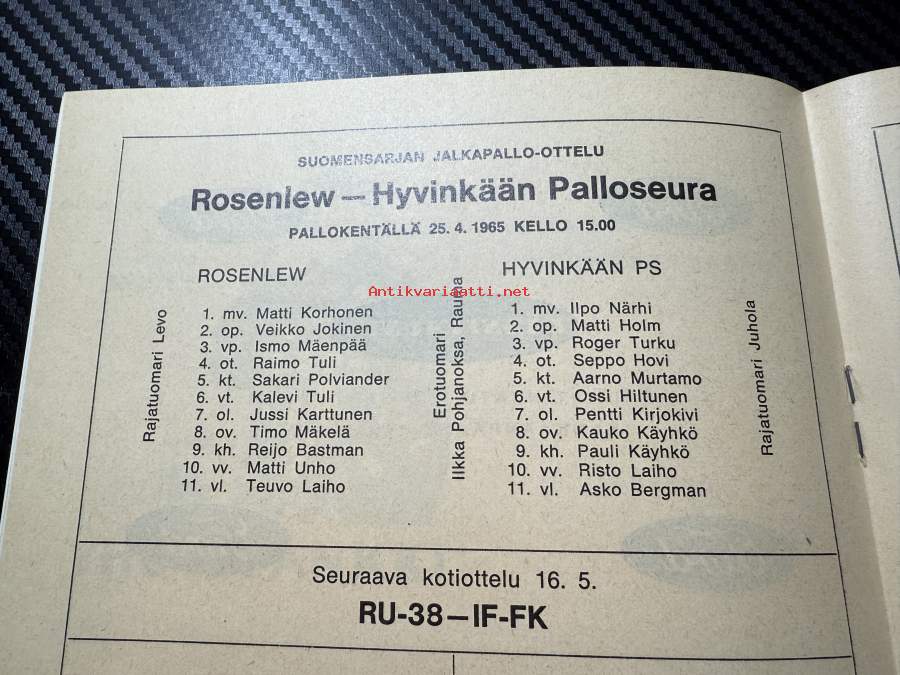 SUOMENSARJAN JALKAPALLO-OTTELU
Rosenlew – Hyvinkään Palloseura
PALLOKENTÄLLÄ 25. 4. 1965 KELLO 15.00
ROSENLEW
1. mv. Matti Korhonen
2. op. Veikko Jokinen
3. vp. Ismo Mäenpää
4. ot. Raimo Tuli
5. kt. Sakari Polviander
6. vt. Kalevi Tuli
7. ol. Jussi Karttunen
8. ov. Timo Mäkelä
9. kh. Reijo Bastman
10. vv. Matti Unho
11. vl. Teuvo Laiho
Rajatuomari Levo
Erotuomari
Ilkka Pohjanoksa, Rauma
HYVINKÄÄN PS
1. mv. Ilpo Närhi
2. op. Matti Holm
3. vp. Roger Turku
4. ot. Seppo Hovi
5. kt. Aarno Murtamo
6. vt. Ossi Hiltunen
7. ol. Pentti Kirjokivi
8. ov. Kauko Käyhkö
9. kh. Pauli Käyhkö
10. vv. Risto Laiho
11. vl. Asko Bergman
Rajatuomari Juhola
Antikvariaatti.net
Seuraava kotiottelu 16. 5.
RU-38–IF-FK